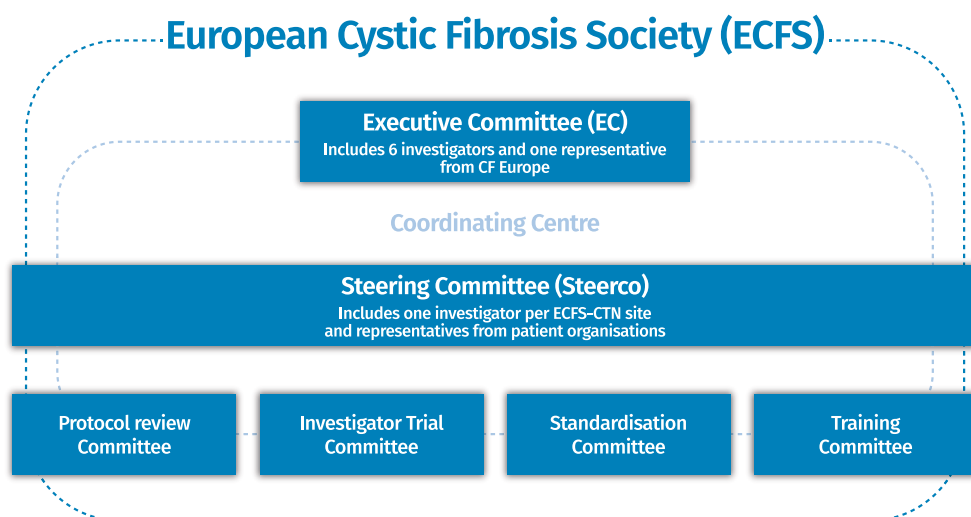 European Cystic Fibrosis Society (ECFS)
Executive Committee (EC)
Includes 6 investigators and one representative
from CF Europe
Coordinating Centre
Steering Committee (Steerco)
Includes one investigator per ECFS-CTN site
and representatives from patient organisations
Protocol review
Committee
Investigator Trial
Committee
Standardisation
Committee
Training
Committee